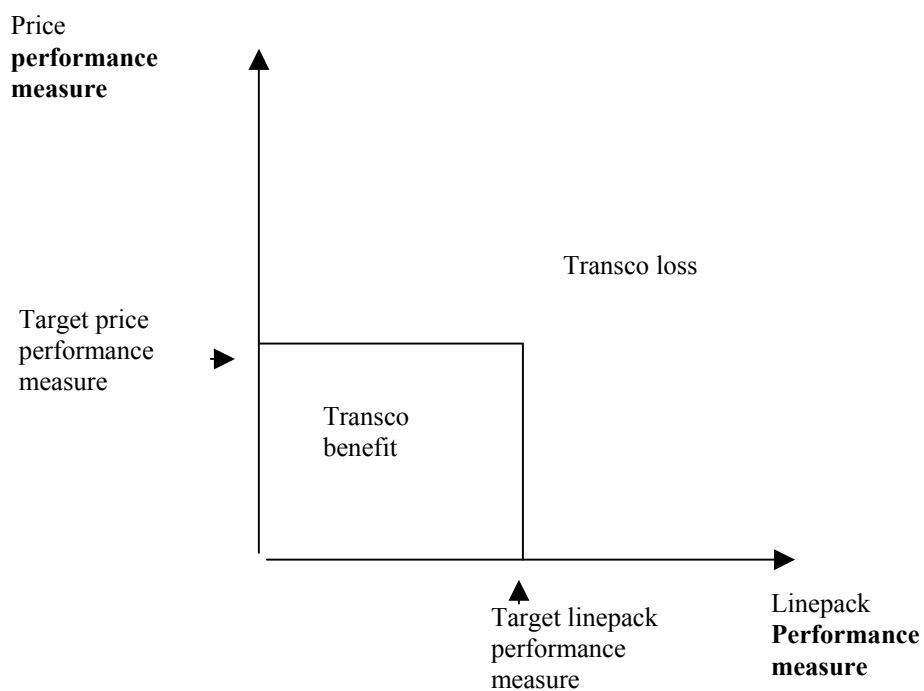 Price
performance
measure
Transco loss
Target price
performance
measure
Transco
benefit
Target linepack
performance
measure
Linepack
Performance
measure